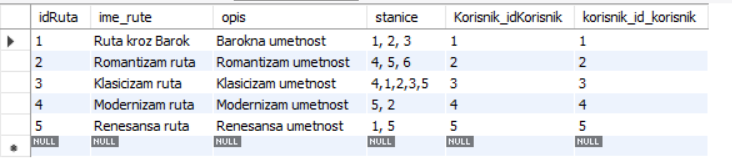 idRuta ime_rute opis stanice Korisnik_idKorisnik korisnik_id_korisnik
1 Ruta kroz Barok Barokna umetnost 1, 2, 3 1 1
2 Romantizam ruta Romantizam umetnost 4, 5, 6 2 2
3 Klasicizam ruta Klasicizam umetnost 4,1,2,3,5 3 3
4 Modernizam ruta Modernizam umetnost 5, 2 4 4
5 Renesansa ruta Renesansa umetnost 1, 5 5 5
NULL NULL NULL NULL NULL NULL